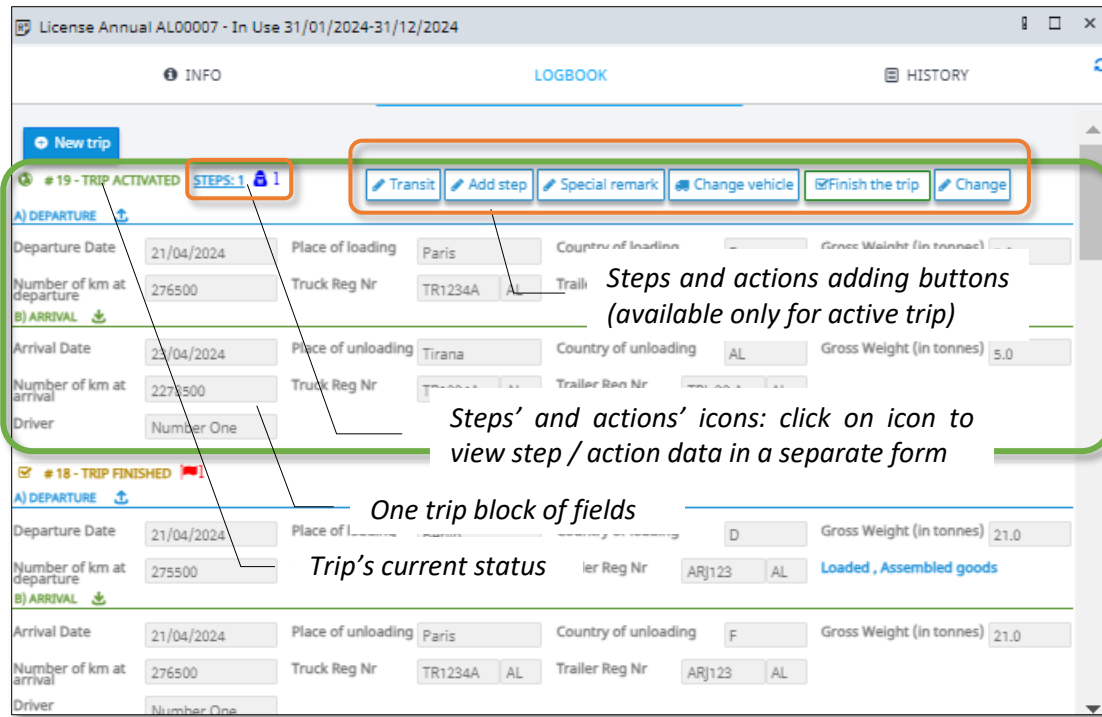 License Annual AL00007 - In Use 31/01/2024-31/12/2024
INFO LOGBOOK HISTORY
New trip
# 19 - TRIP ACTIVATED STEPS: 1 1 Transit Add step Special remark Change vehicle Finish the trip Change
A) DEPARTURE
Departure Date 21/04/2024 Place of loading Paris Country of loading Gross Weight (in tonnes)
Number of km at departure 276500 Truck Reg Nr TR1234A AL
Steps and actions adding buttons
(available only for active trip)
B) ARRIVAL
Arrival Date 23/04/2024 Place of unloading Tirana Country of unloading AL Gross Weight (in tonnes) 5.0
Number of km at arrival 2278500 Truck Reg Nr Trailer Reg Nr
Driver Number One
Steps’ and actions’ icons: click on icon to
view step / action data in a separate form
# 18 - TRIP FINISHED 1
A) DEPARTURE
One trip block of fields
Departure Date 21/04/2024 Place of D Gross Weight (in tonnes) 21.0
Number of km at departure 275500 Reg Nr ARJ123 AL Loaded , Assembled goods
Trip’s current status
B) ARRIVAL
Arrival Date 21/04/2024 Place of unloading Paris Country of unloading F Gross Weight (in tonnes) 21.0
Number of km at arrival 276500 Truck Reg Nr TR1234A AL Trailer Reg Nr ARJ123 AL
Driver Number One